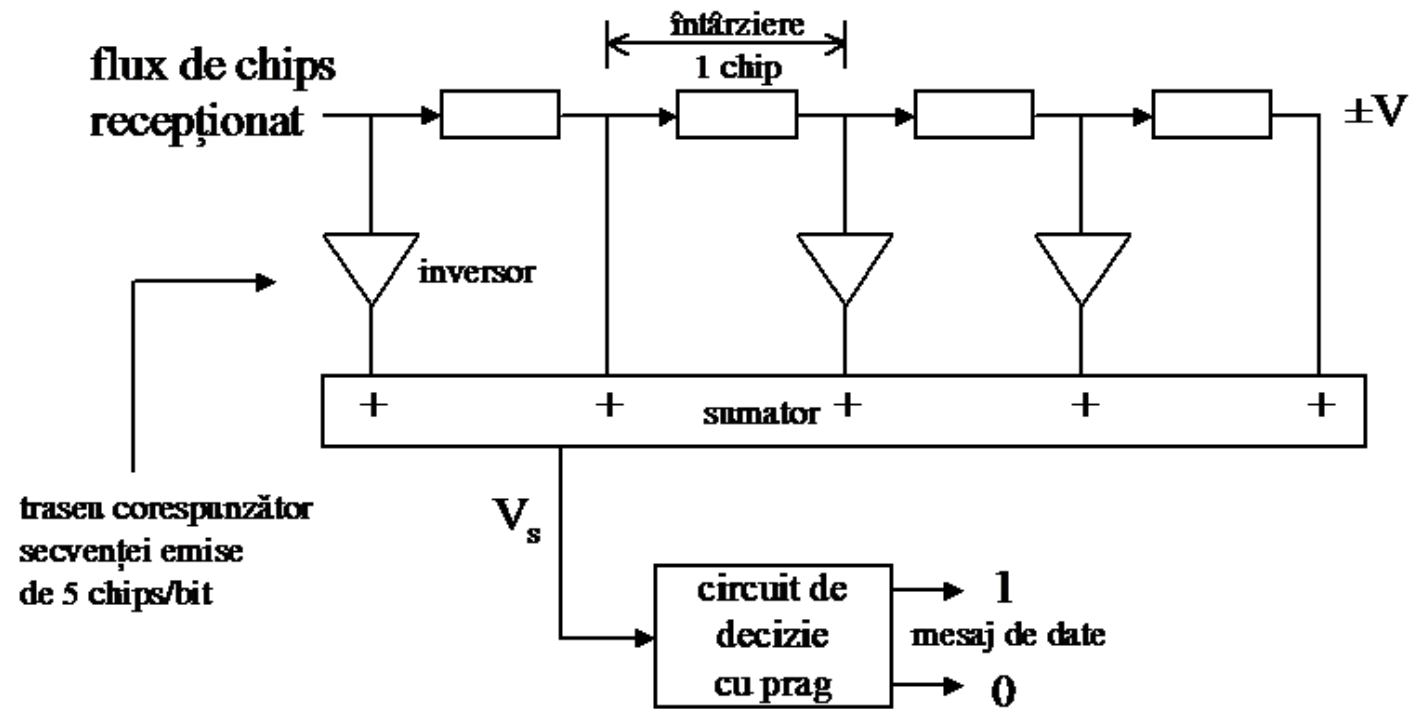 întârziere
1 chip
flux de chips
recepționat
±V
inversor
+ + sumator + + +
traseu corespunzător
secvenței emise
de 5 chips/bit
Vs
circuit de
decizie
cu prag
1
mesaj de date
0